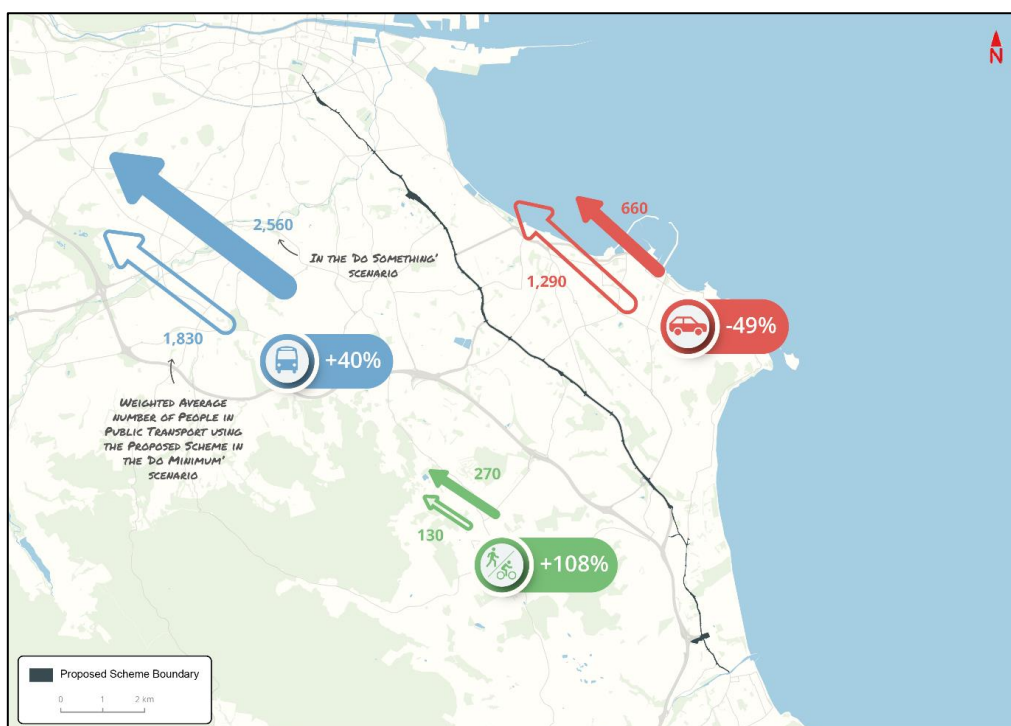 N
660
2,560
IN THE 'DO SOMETHING'
SCENARIO
1,290
-49%
1,830
+40%
WEIGHTED AVERAGE
NUMBER OF PEOPLE IN
PUBLIC TRANSPORT USING
THE PROPOSED SCHEME IN
THE 'DO MINIMUM'
SCENARIO
270
130
+108%
Proposed Scheme Boundary
0 1 2 km